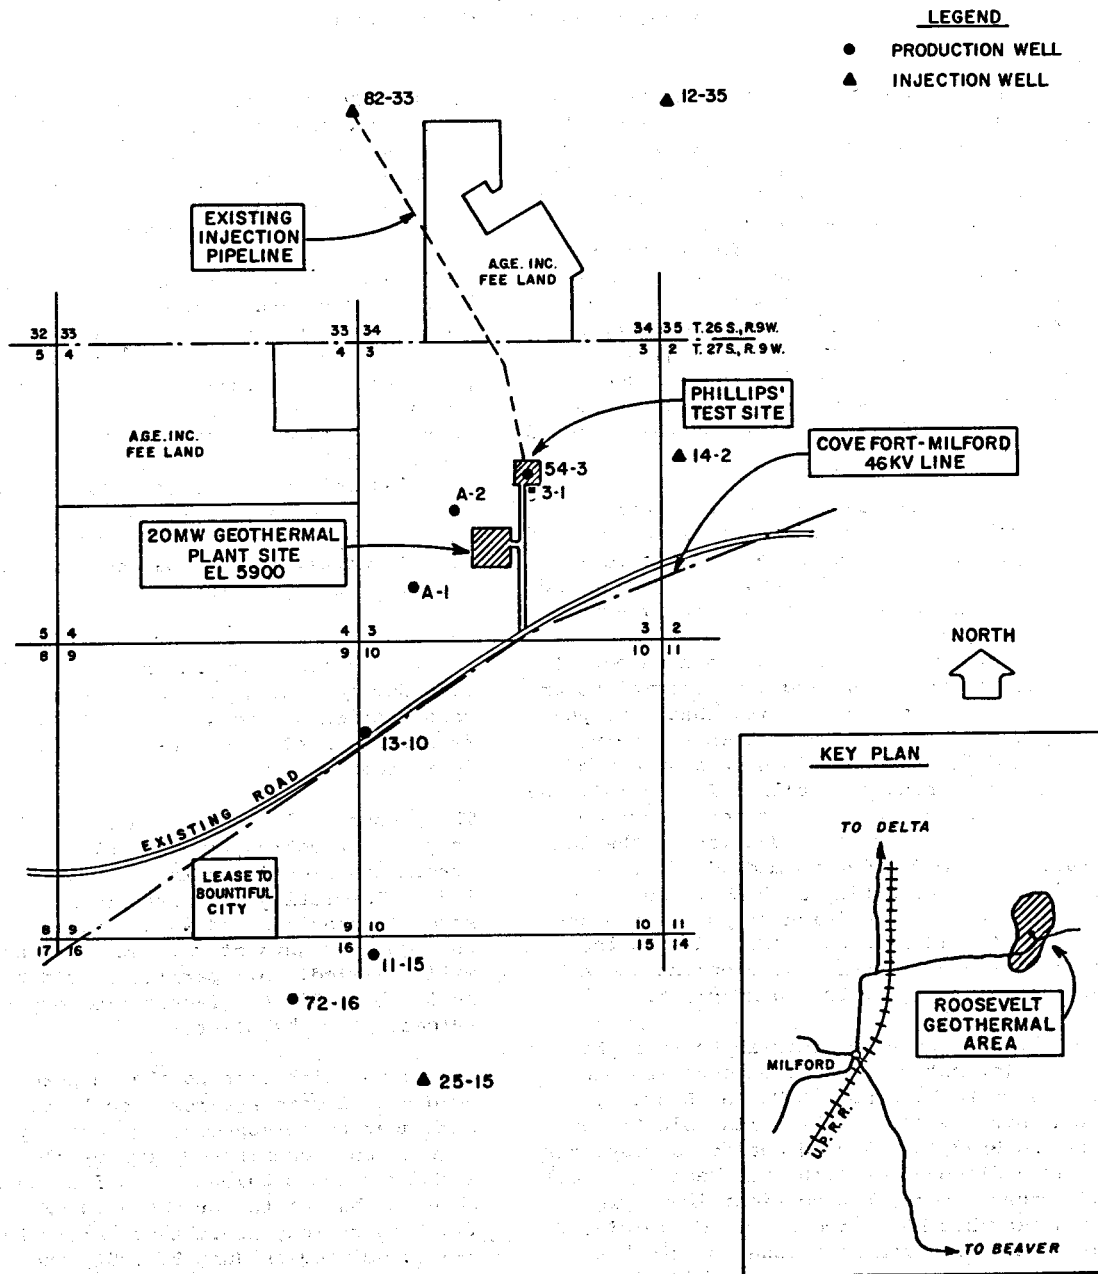 LEGEND
PRODUCTION WELL
INJECTION WELL
82-33
12-35
EXISTING
INJECTION
PIPELINE
A.G.E. INC.
FEE LAND
32 33
33 34
34 35 T. 26 S., R. 9 W.
5 4
4 3
3 2 T. 27 S., R. 9 W.
PHILLIPS'
TEST SITE
A.G.E. INC.
FEE LAND
COVE FORT-MILFORD
46KV LINE
14-2
54-3
3-1
A-2
20MW GEOTHERMAL
PLANT SITE
EL 5900
A-1
5 4
4 3
3 2
8 9
9 10
10 11
NORTH
13-10
EXISTING ROAD
LEASE TO
BOUNTIFUL
CITY
8 9
9 10
10 11
17 16
16
15 14
11-15
72-16
25-15
KEY PLAN
TO DELTA
ROOSEVELT
GEOTHERMAL
AREA
MILFORD
U.P.R.R.
TO BEAVER